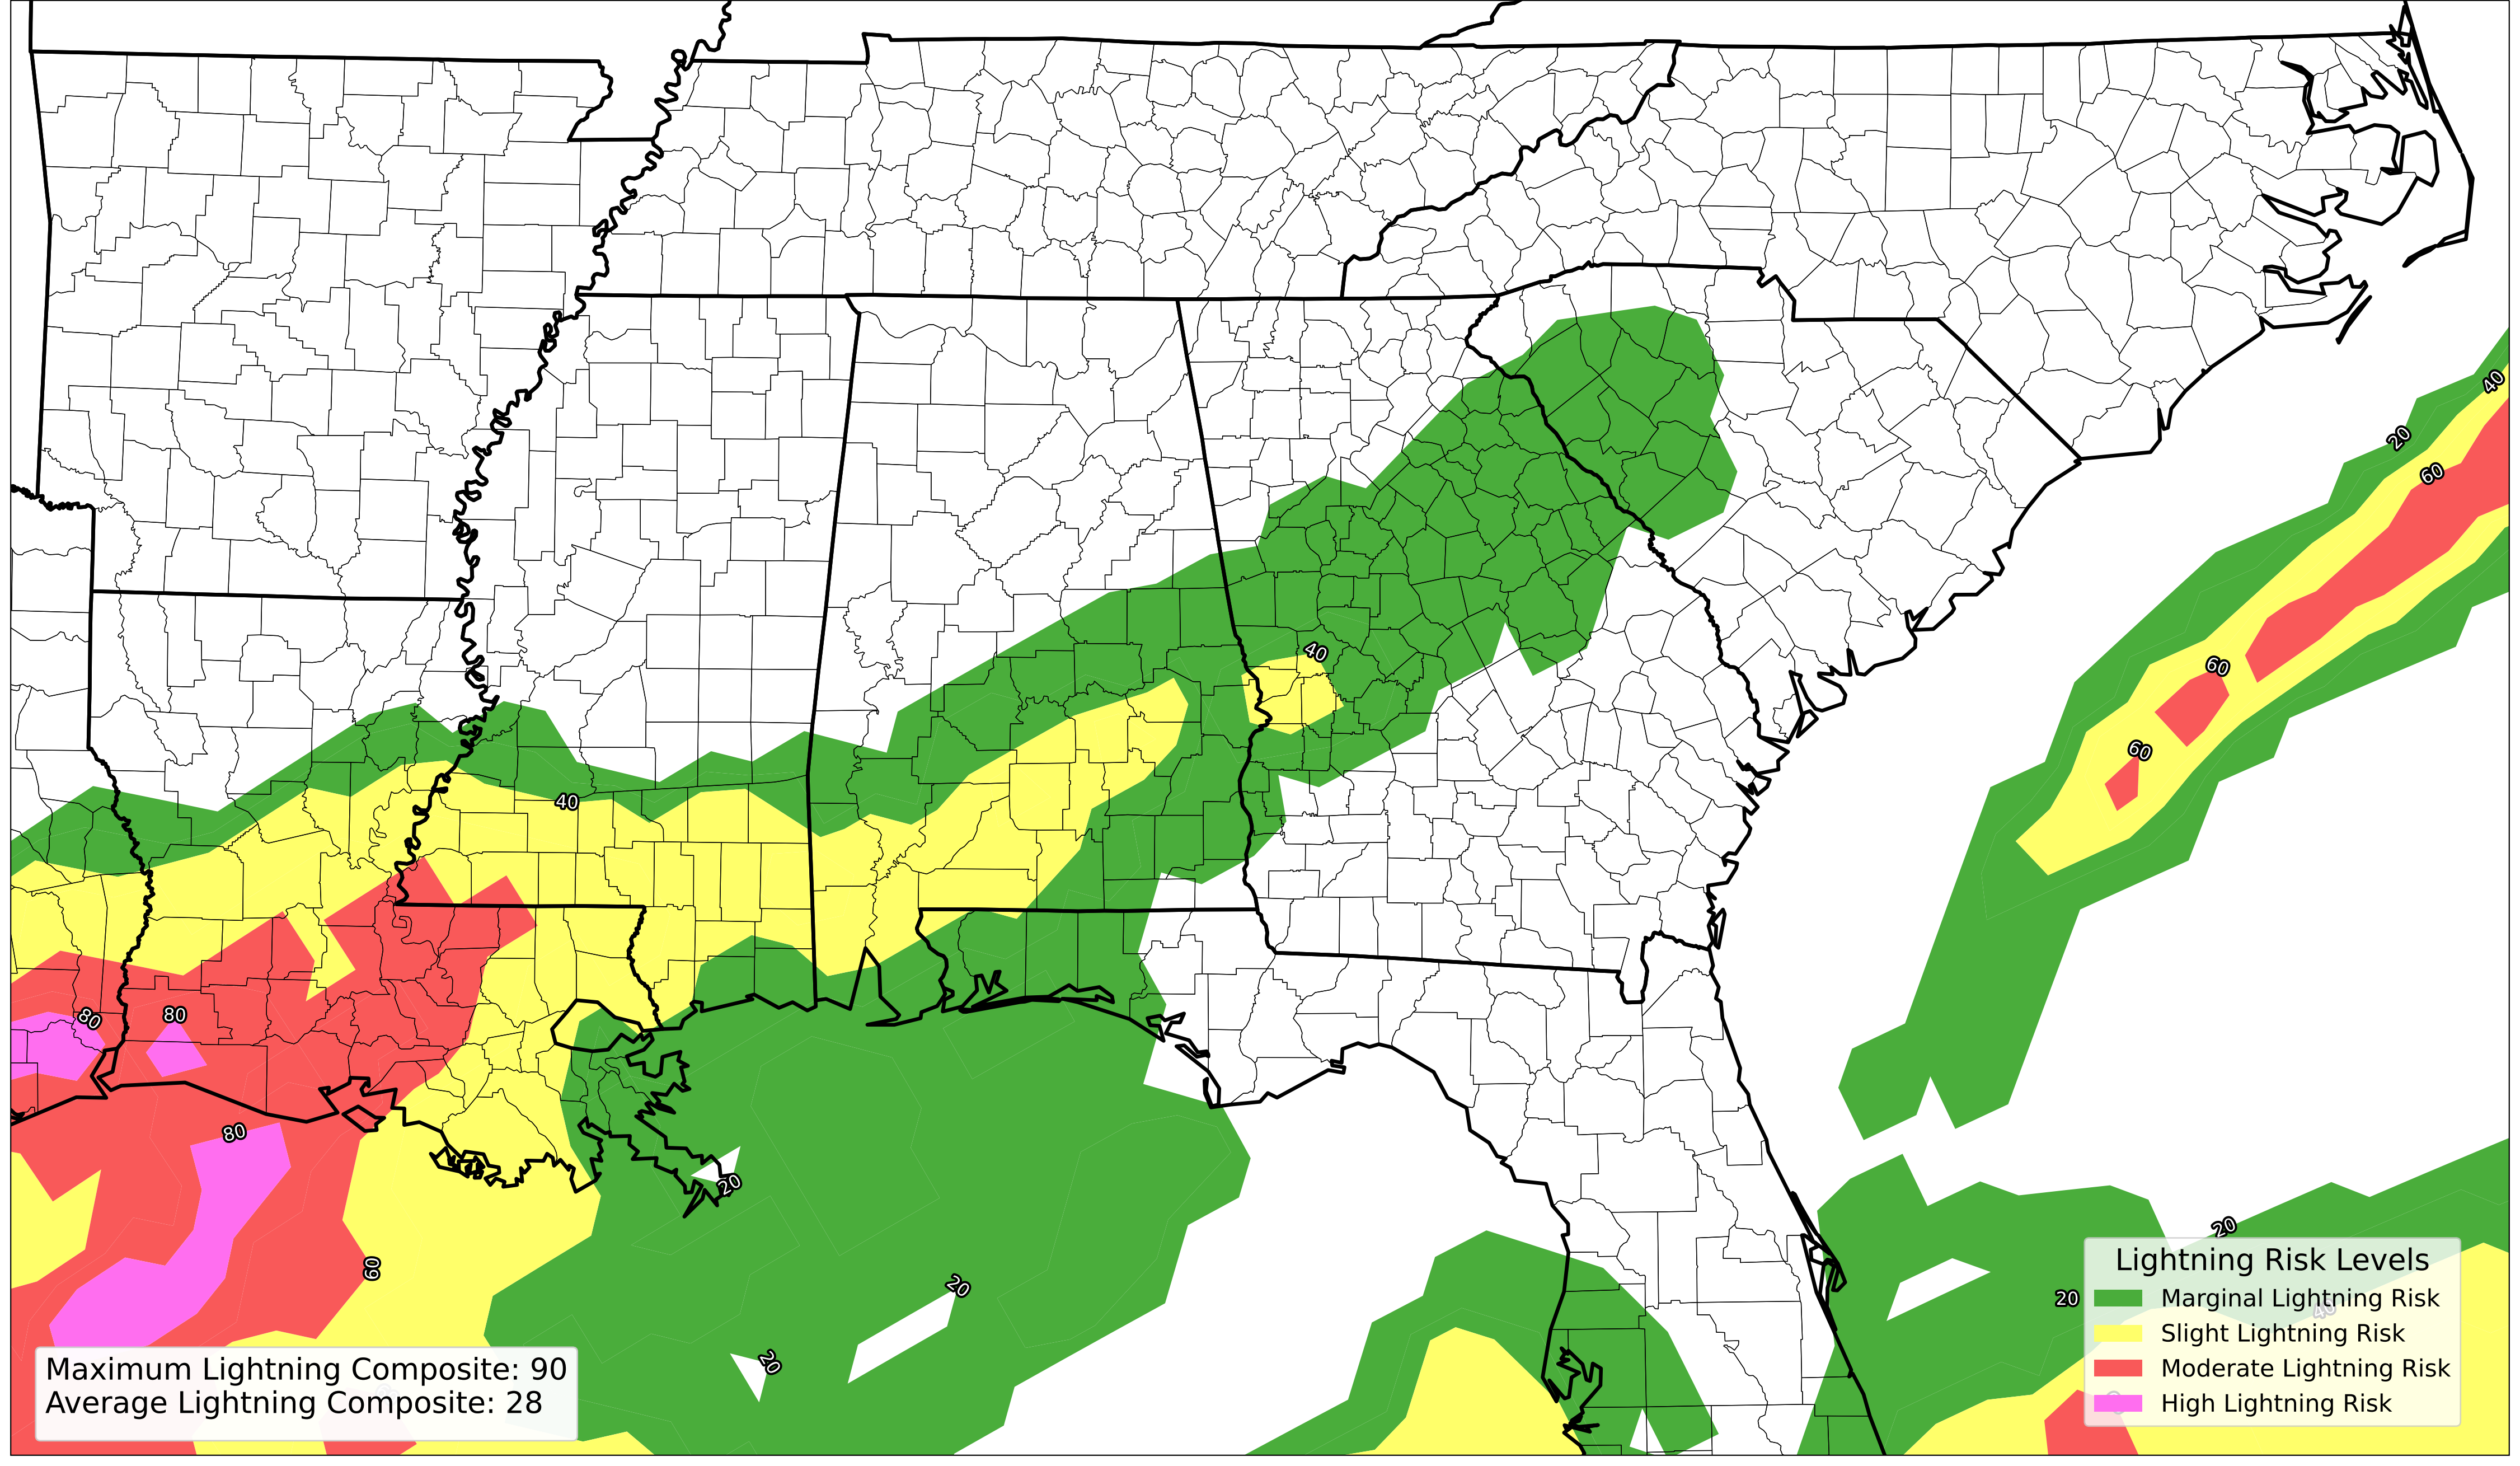 40
20
60
40
60
60
40
80
80
80
20
20
20
60
20
20
20
Lightning Risk Levels
Marginal Lightning Risk
Slight Lightning Risk
Moderate Lightning Risk
High Lightning Risk
40
Maximum Lightning Composite: 90
Average Lightning Composite: 28